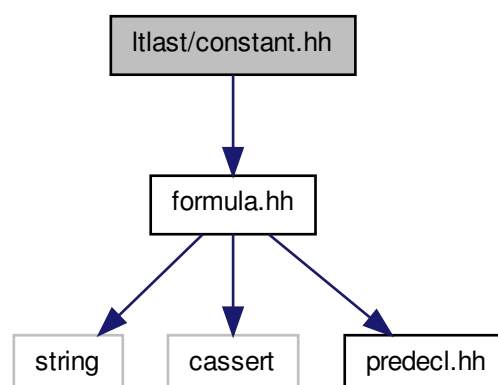 ltlast/constant.hh
formula.hh
string
cassert
predecl.hh